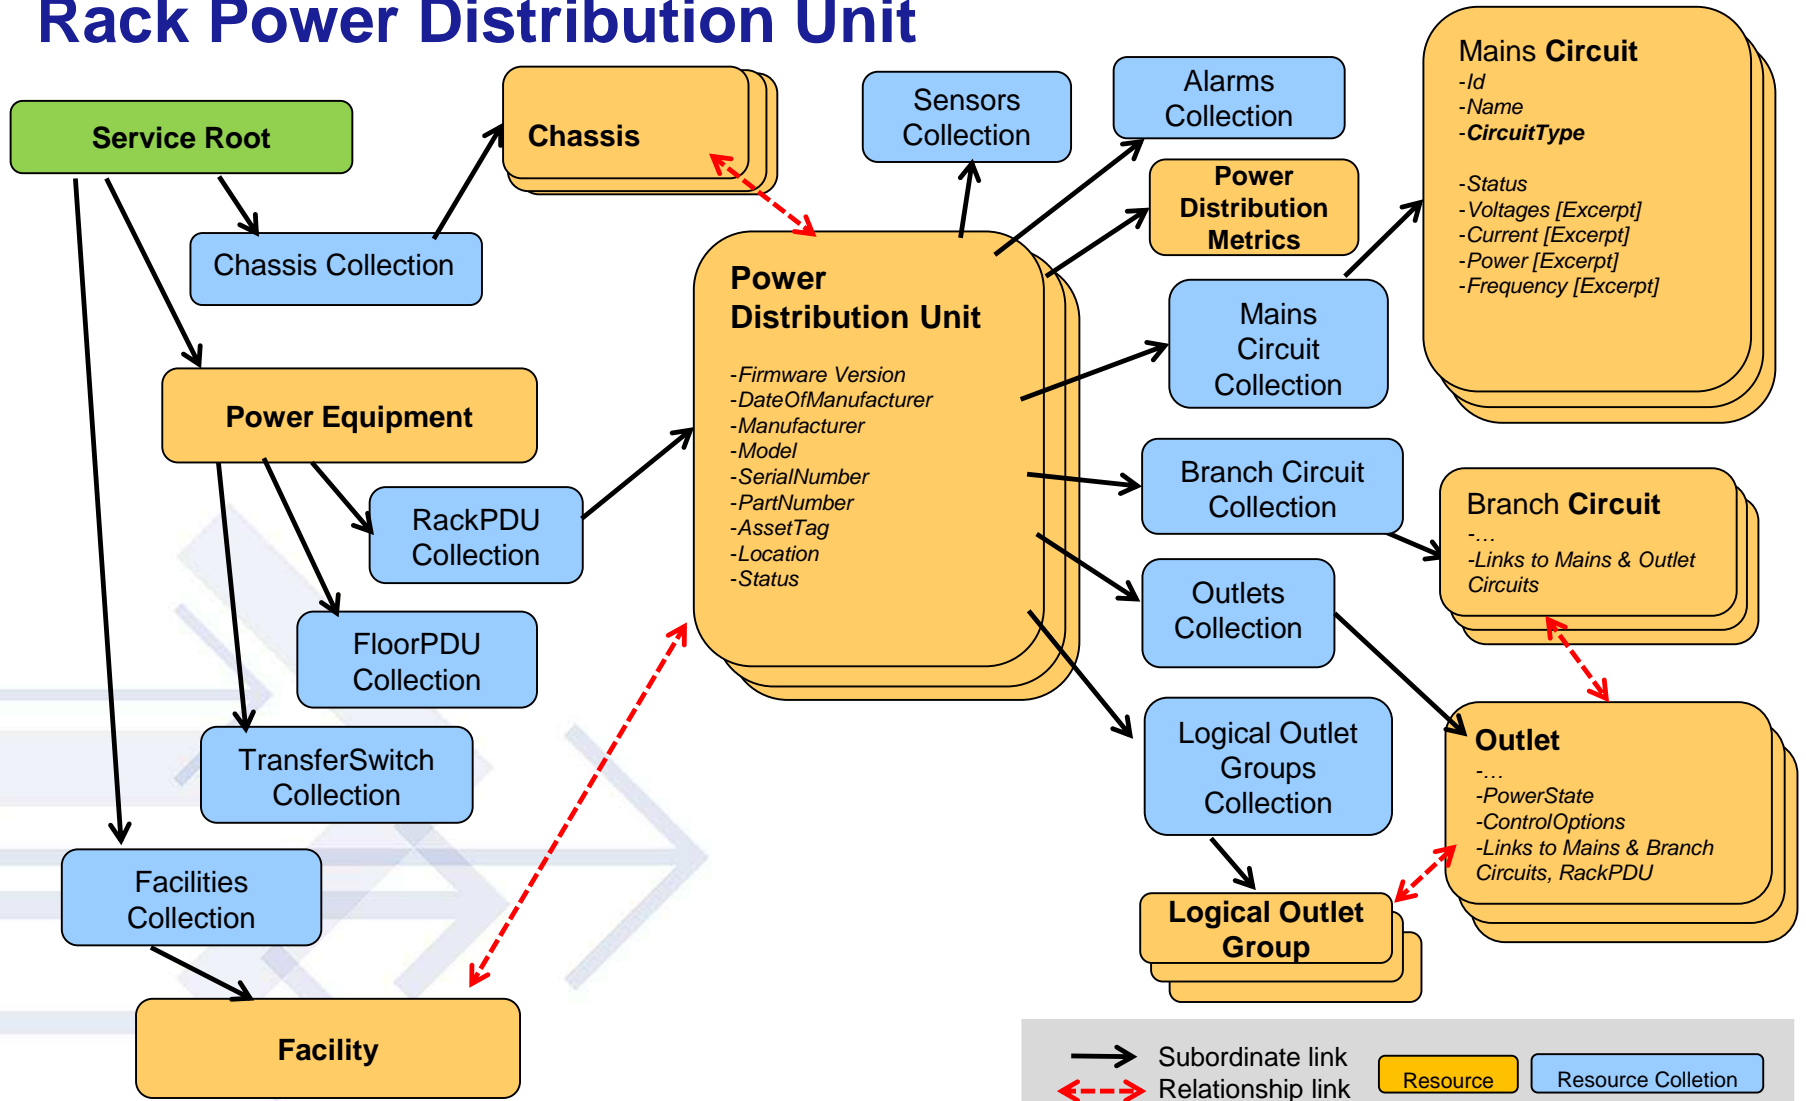 Rack Power Distribution Unit
Service Root
Chassis Collection
Chassis
Power Equipment
RackPDU
Collection
FloorPDU
Collection
TransferSwitch
Collection
Facilities
Collection
Facility
Power
Distribution Unit
-Firmware Version
-DateOfManufacturer
-Manufacturer
-Model
-SerialNumber
-PartNumber
-AssetTag
-Location
-Status
Sensors
Collection
Alarms
Collection
Power
Distribution
Metrics
Mains
Circuit
Collection
Branch Circuit
Collection
Outlets
Collection
Logical Outlet
Groups
Collection
Logical Outlet
Group
Mains Circuit
-Id
-Name
-CircuitType
-Status
-Voltages [Excerpt]
-Current [Excerpt]
-Power [Excerpt]
-Frequency [Excerpt]
Branch Circuit
-...
-Links to Mains & Outlet
Circuits
Outlet
-...
-PowerState
-ControlOptions
-Links to Mains & Branch
Circuits, RackPDU
Subordinate link
Relationship link
Resource
Resource Colletion